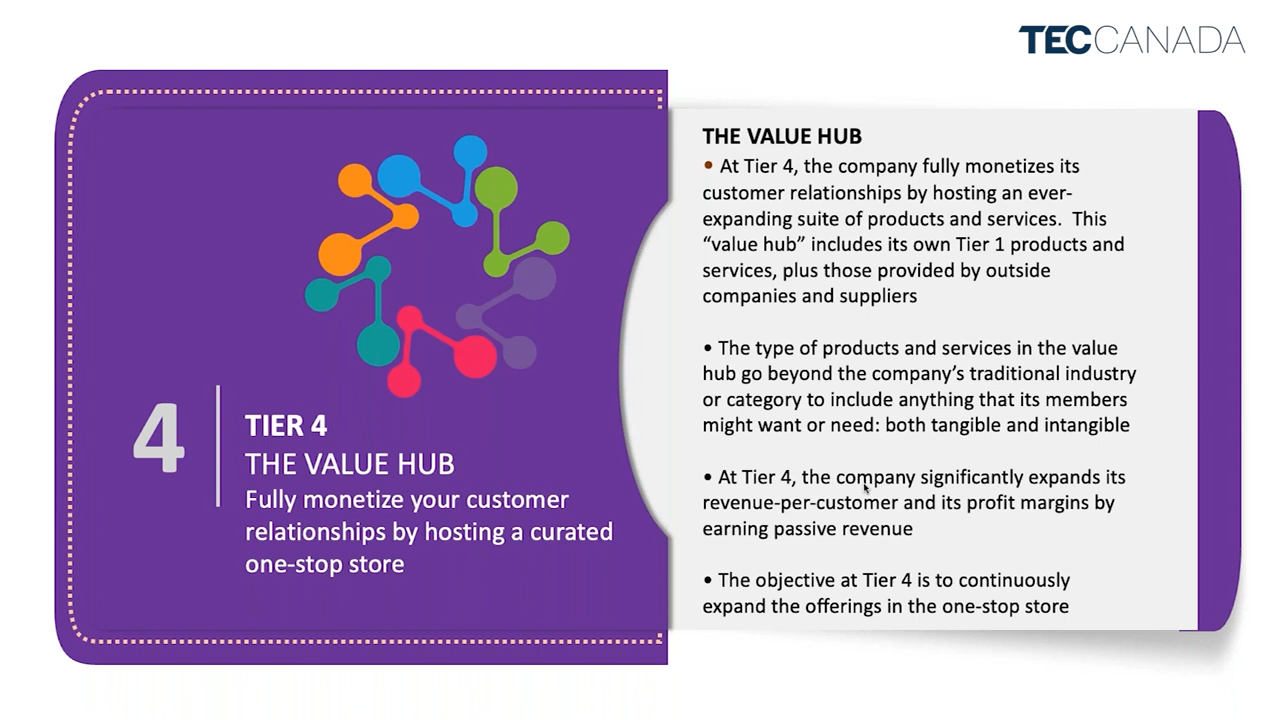 TECCANADA
4
TIER 4
THE VALUE HUB
Fully monetize your customer
relationships by hosting a curated
one-stop store
THE VALUE HUB
• At Tier 4, the company fully monetizes its
customer relationships by hosting an ever-
expanding suite of products and services. This
“value hub” includes its own Tier 1 products and
services, plus those provided by outside
companies and suppliers
• The type of products and services in the value
hub go beyond the company’s traditional industry
or category to include anything that its members
might want or need: both tangible and intangible
• At Tier 4, the company significantly expands its
revenue-per-customer and its profit margins by
earning passive revenue
• The objective at Tier 4 is to continuously
expand the offerings in the one-stop store